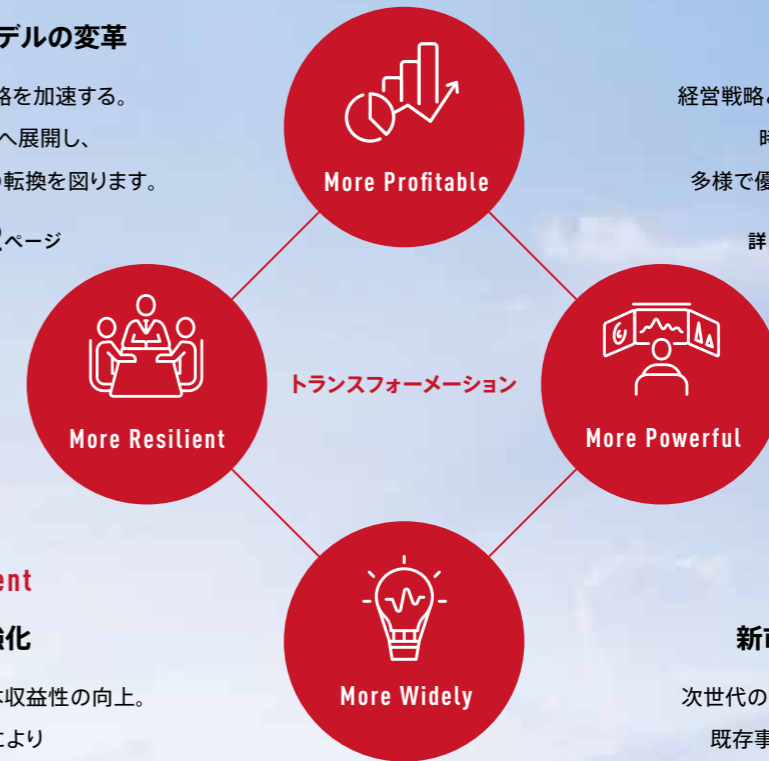 デルの変革
略を加速する。
へ展開し、
転換を図ります。
ページ
More Profitable
経営戦略
時
多様で優
詳
More Resilient
トランスフォーメーション
More Powerful
ent
強化
収益性の向上。
により
More Widely
新市
次世代の
既存事